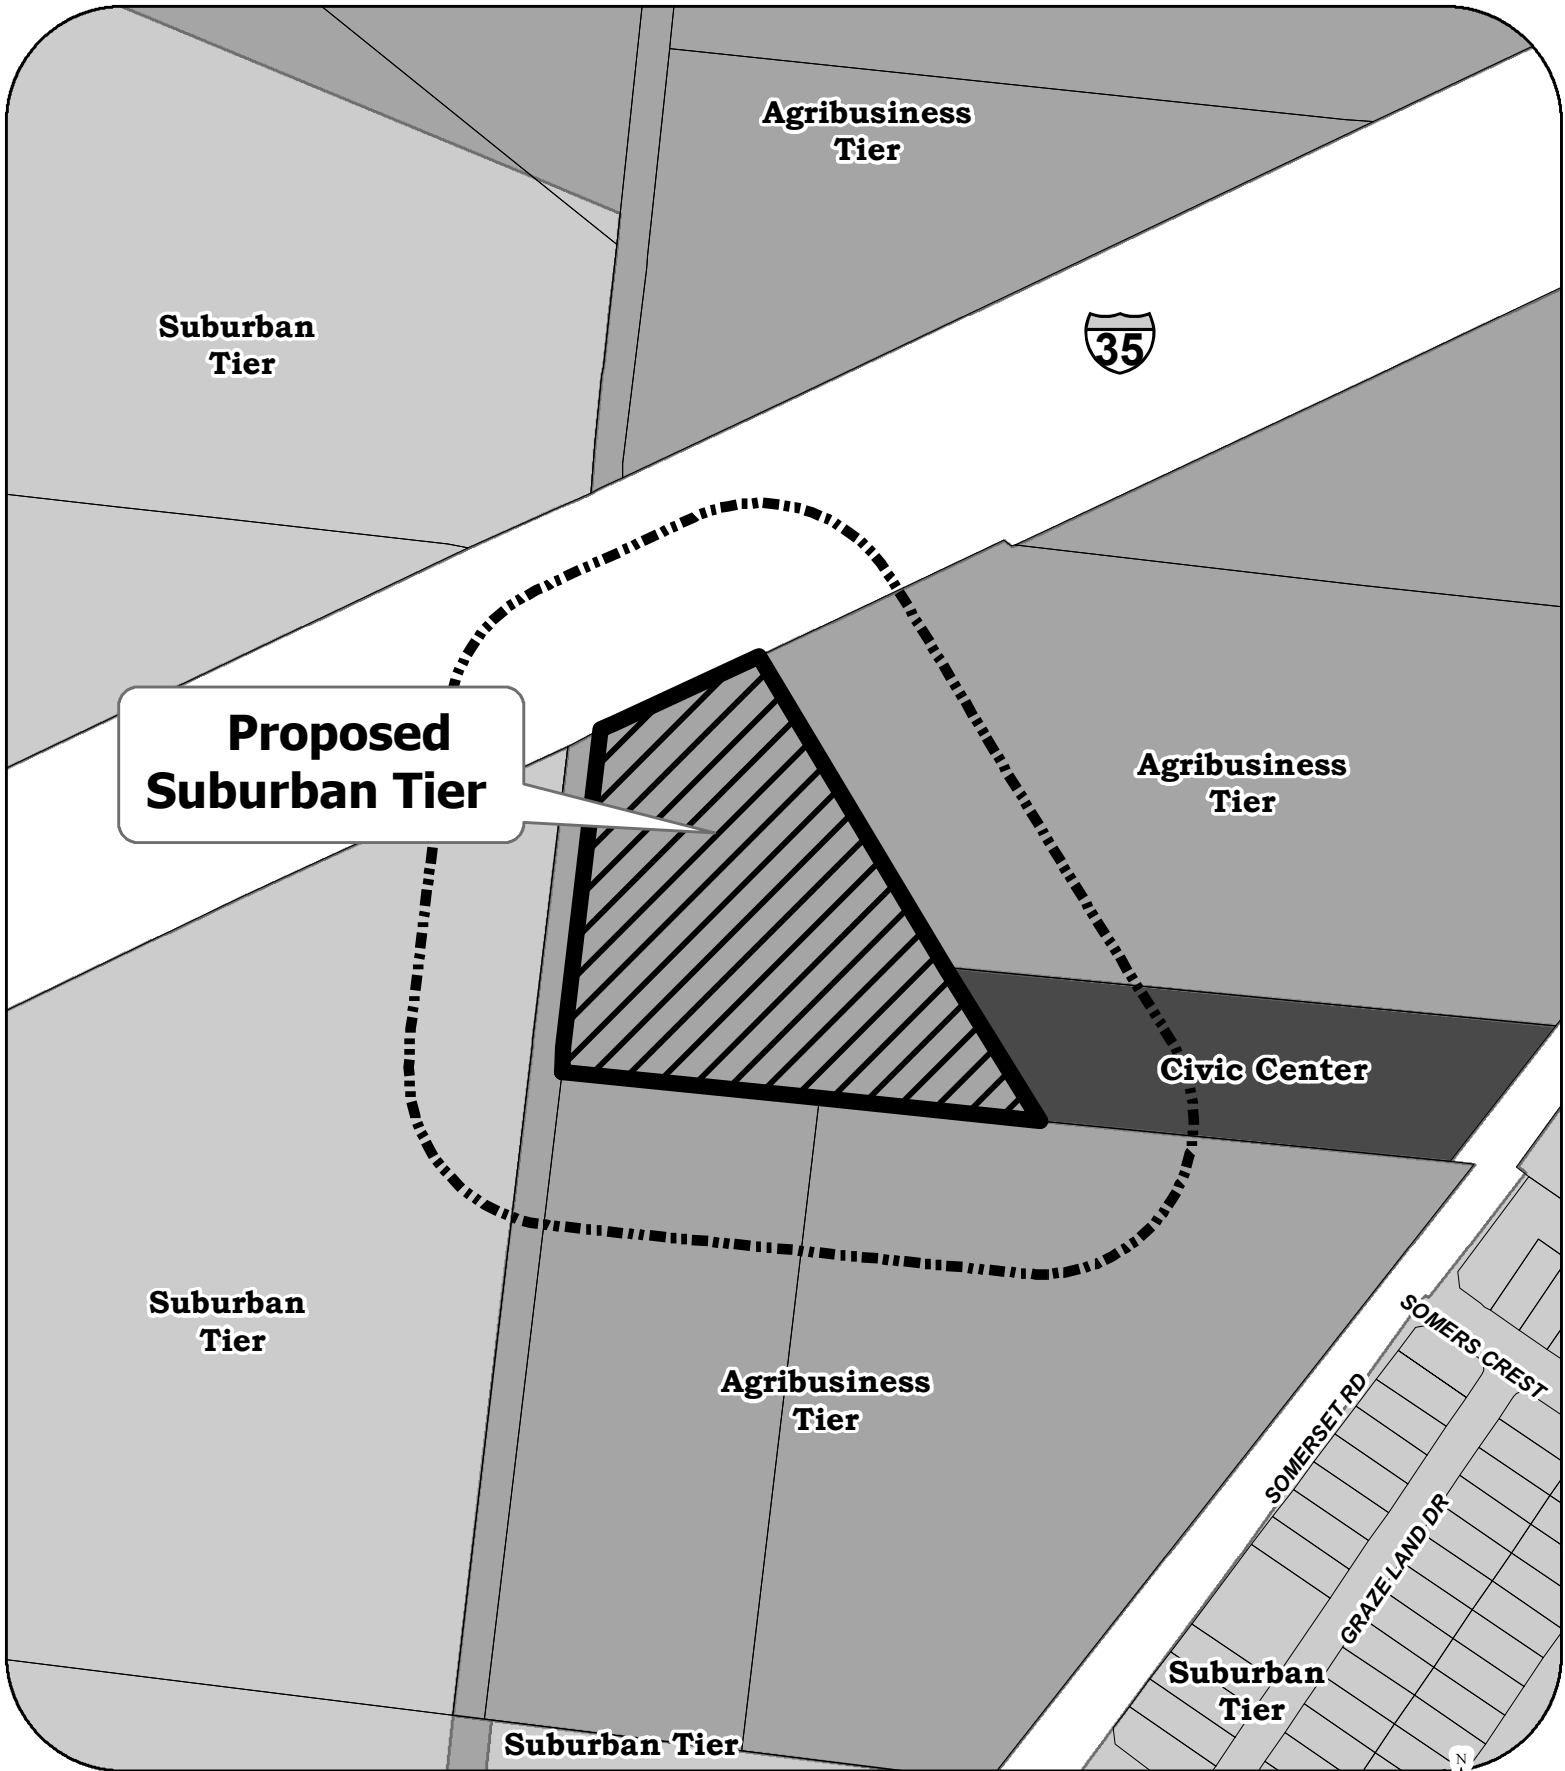 Agribusiness
Tier
Suburban
Tier
35
Proposed
Suburban Tier
Agribusiness
Tier
Civic Center
Suburban
Tier
SOMERS CREST
Agribusiness
Tier
SOMERSET RD
GRAZE LAND DR
Suburban
Tier
Suburban Tier
N